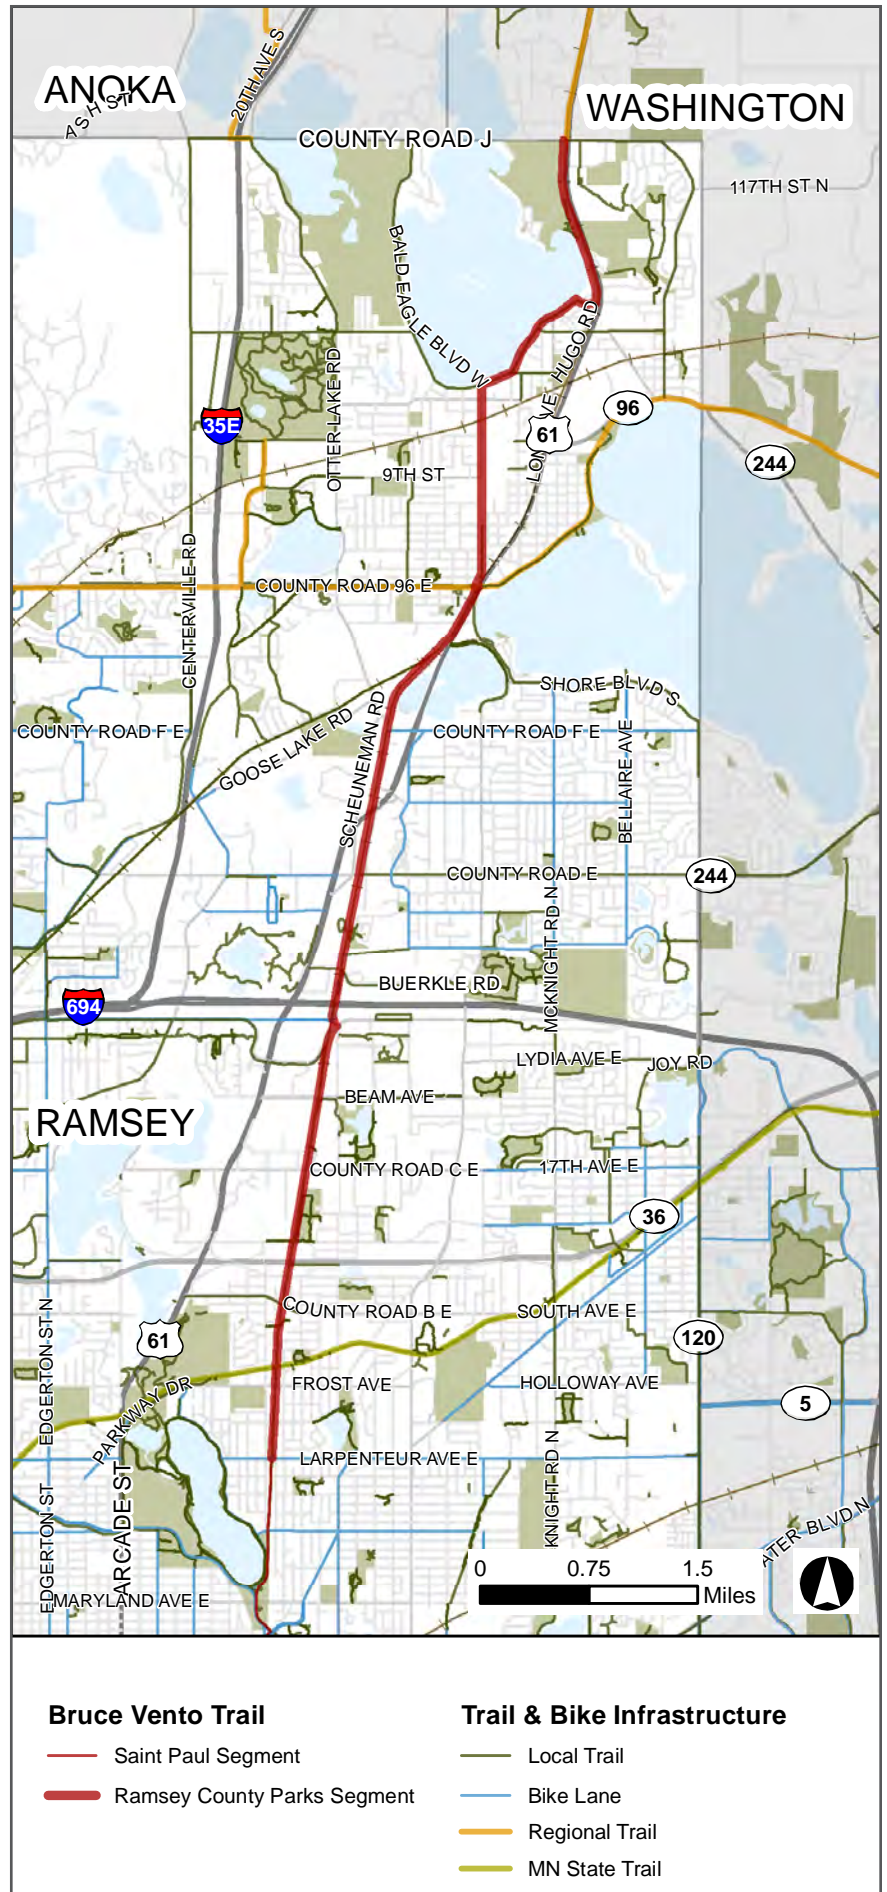 ANOKA
ASH ST
20TH AVE S
WASHINGTON
COUNTY ROAD J
117TH ST N
BALD EAGLE BLVD W
HUGO RD
OTTER LAKE RD
35E
96
61
244
9TH ST
CENTERVILLE RD
COUNTY ROAD 96 E
SHORE BLVD S
COUNTY ROAD F E
GOOSE LAKE RD
SCHEUNEMAN RD
COUNTY ROAD F E
BELLAIRE AVE
COUNTY ROAD E
244
MCKNIGHT RD N
BUERKLE RD
694
LYDIA AVE E
JOY RD
BEAM AVE
RAMSEY
COUNTY ROAD C E
17TH AVE E
36
EDGERTON ST N
COUNTY ROAD B E
SOUTH AVE E
61
120
PARKWAY DR
FROST AVE
HOLLOWAY AVE
5
LARPENTEUR AVE E
EDGERTON ST
ARCADE ST
KNIGHT RD N
ATER BLVD N
MARYLAND AVE E
0 0.75 1.5
Miles
Bruce Vento Trail
Saint Paul Segment
Ramsey County Parks Segment
Trail & Bike Infrastructure
Local Trail
Bike Lane
Regional Trail
MN State Trail